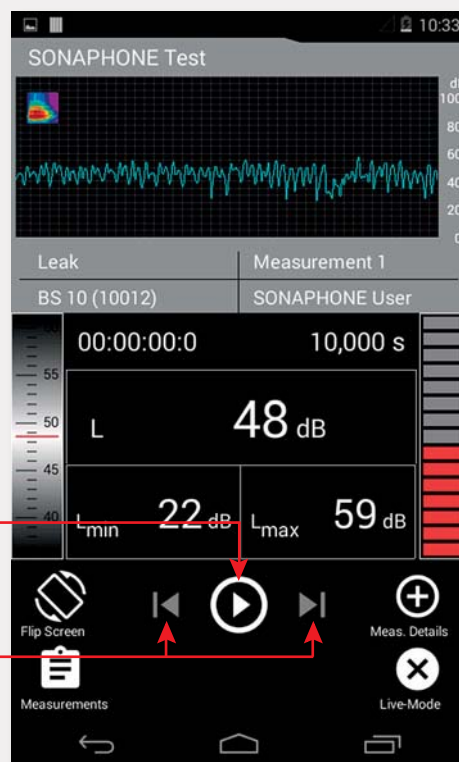 10:33
SONAPHONE Test
100
80
60
40
20
0
Leak Measurement 1
BS 10 (10012) SONAPHONE User
00:00:00:0 10,000 s
55
50
45
40
L 48 dB
Lmin 22 dB Lmax 59 dB
Flip Screen Meas. Details
Measurements Live-Mode